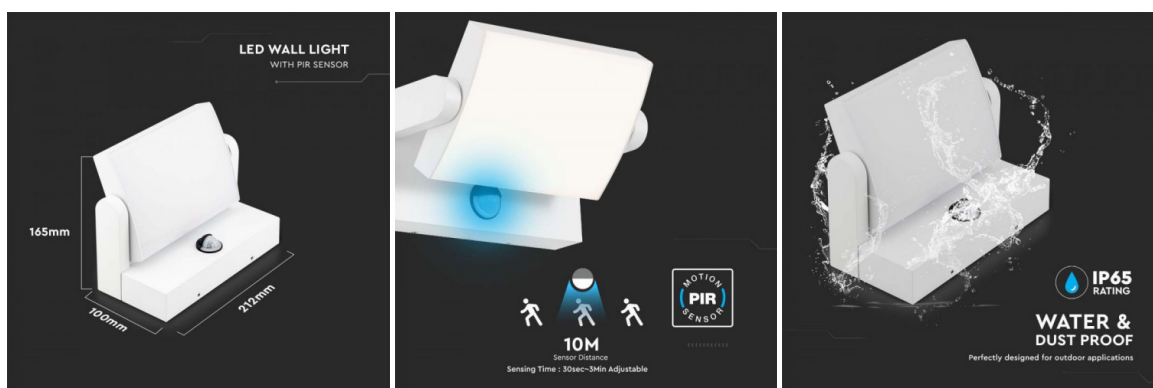 LED WALL LIGHT
WITH PIR SENSOR
165mm
100mm
212mm
MOTION
PIR
SENSOR
10M
Sensor Distance
Sensing Time : 30sec~3Min Adjustable
IP65
RATING
WATER &
DUST PROOF
Perfectly designed for outdoor applications